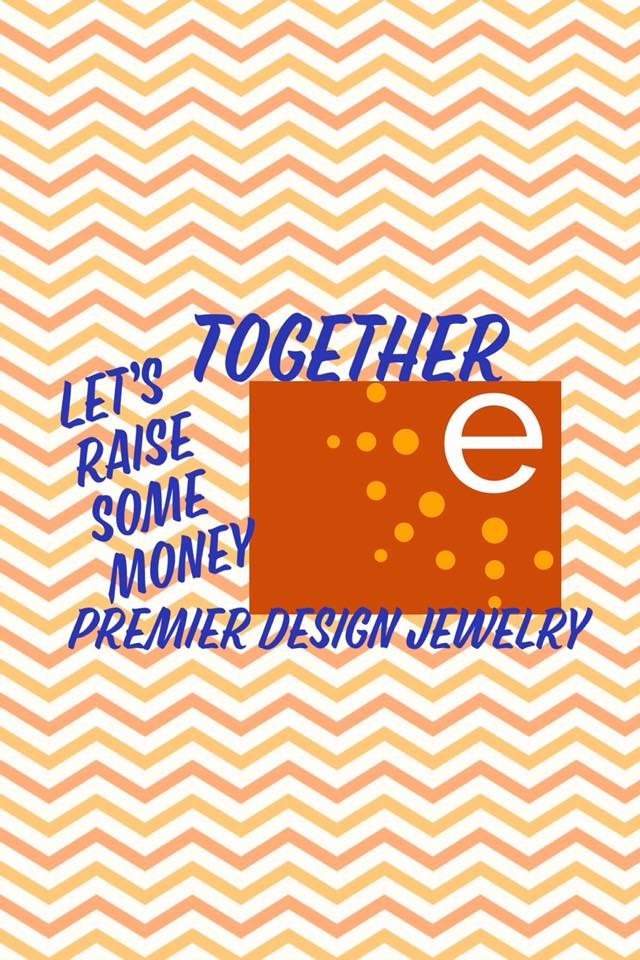 TOGETHER
LET'S
RAISE
SOME
MONEY
e
PREMIER DESIGN JEWELRY